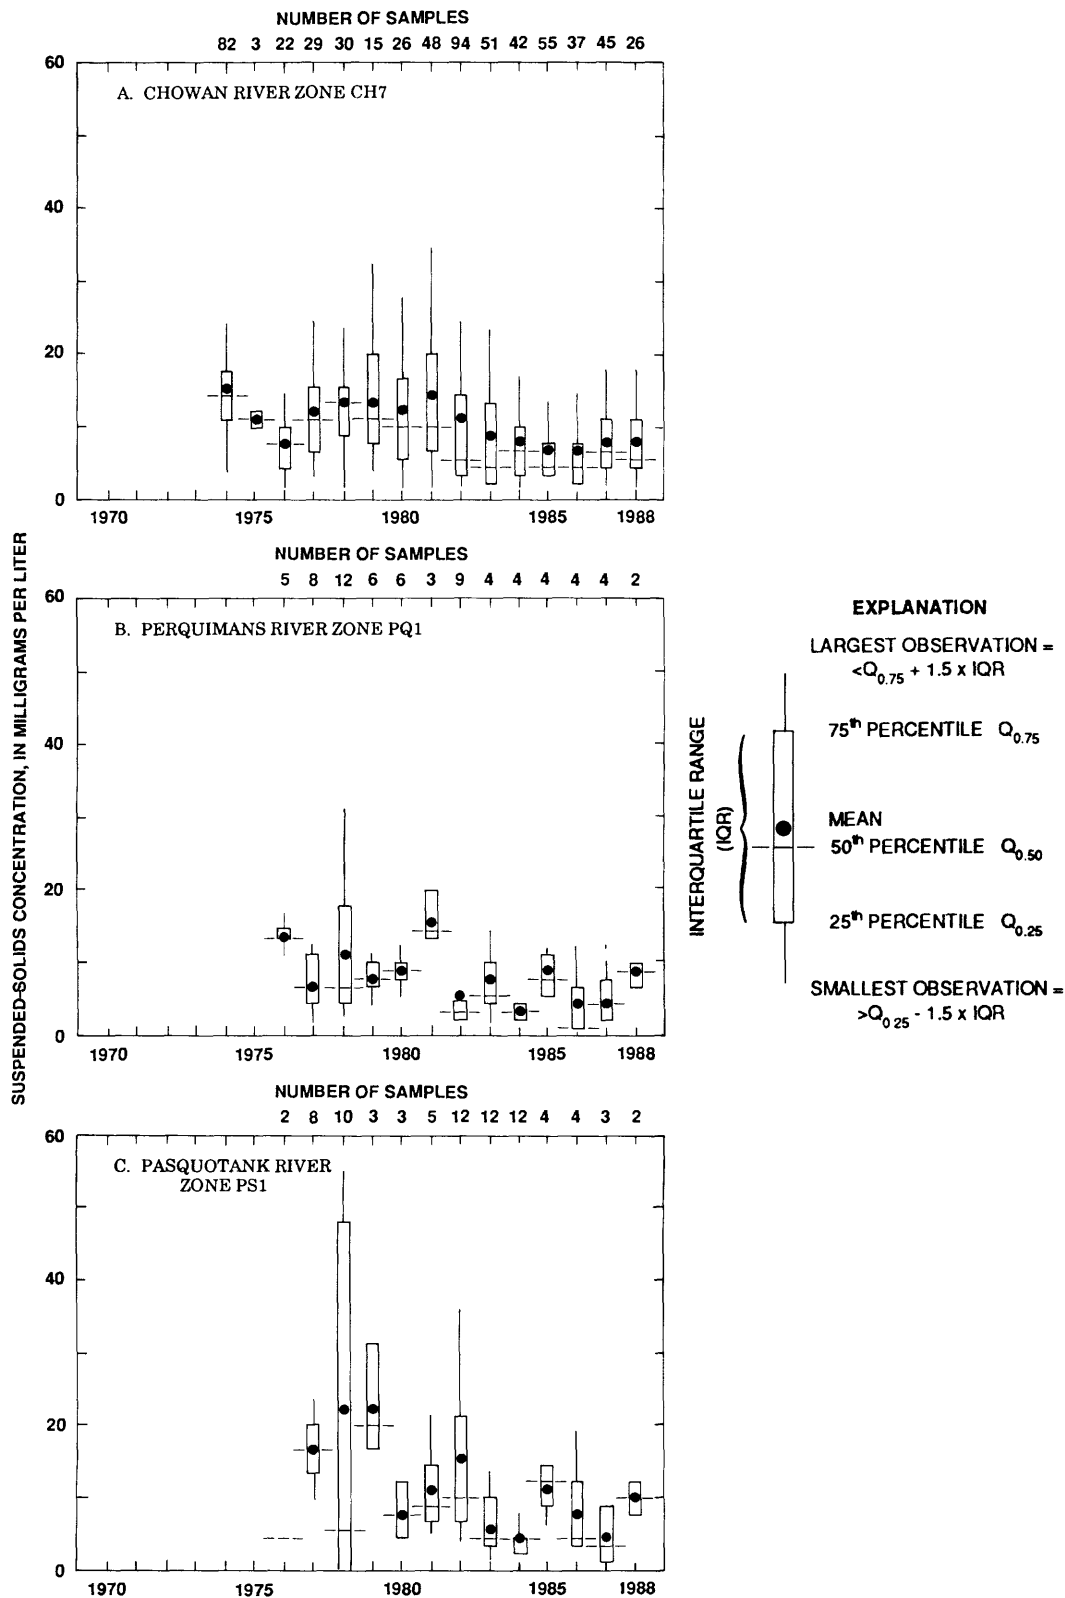 NUMBER OF SAMPLES
82 3 22 29 30 15 26 48 94 51 42 55 37 45 26
60
A. CHOWAN RIVER ZONE CH7
40
20
0
1970 1975 1980 1985 1988
SUSPENDED-SOLIDS CONCENTRATION, IN MILLIGRAMS PER LITER
NUMBER OF SAMPLES
5 8 12 6 6 3 9 4 4 4 4 4 2
60
B. PERQUIMANS RIVER ZONE PQ1
40
20
0
1970 1975 1980 1985 1988
NUMBER OF SAMPLES
2 8 10 3 3 5 12 12 12 4 4 3 2
60
C. PASQUOTANK RIVER
ZONE PS1
40
20
0
1970 1975 1980 1985 1988
EXPLANATION
LARGEST OBSERVATION =
<Q0.75 + 1.5 x IQR
75th PERCENTILE Q0.75
MEAN
50th PERCENTILE Q0.50
25th PERCENTILE Q0.25
SMALLEST OBSERVATION =
>Q0 25 - 1.5 x IQR
INTERQUARTILE RANGE
(IQR)